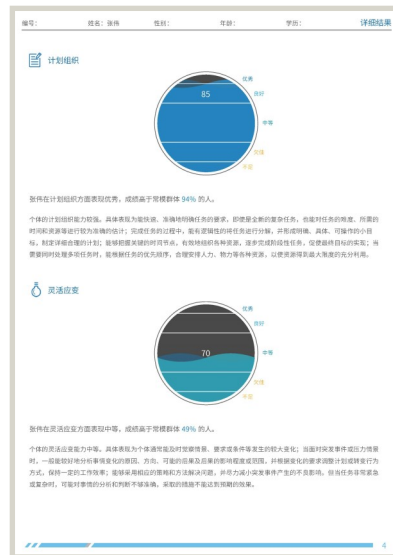 编号: 姓名: 张伟 性别: 年龄: 学历: 详细结果
计划组织
优秀
85
良好
中等
欠佳
不足
张伟在计划组织方面表现优秀，成绩高于常模群体 94% 的人。
个体的计划组织能力较强。具体表现为能快速、准确地明确任务的要求，即使是全新的复杂任务，也能对任务的难度、所需的
时间和资源等进行较为准确的估计；完成任务的过程中，能有逻辑性的将任务进行分解，并形成明确、具体、可操作的小目
标，制定详细合理的计划；能够把握关键的时间节点，有效地组织各种资源，逐步完成阶段性任务，促使最终目标的实现；当
需要同时处理多项任务时，能根据任务的优先顺序，合理安排人力、物力等各种资源，以使资源得到最大限度的充分利用。
灵活应变
优秀
良好
70
中等
欠佳
不足
张伟在灵活应变方面表现中等，成绩高于常模群体 49% 的人。
个体的灵活应变能力中等。具体表现为个体通常能及时觉察情景、要求或条件等发生的较大变化；当面对突发事件或压力情景
时，一般能较好地分析事情变化的原因、方向、可能的后果及后果的影响程度或范围，并根据变化的要求调整计划或转变行为
方式，保持一定的工作效率；能够采用相应的策略和方法解决问题，并尽力减小突发事件产生的不良影响，但当任务非常紧急
或复杂时，可能对事情的分析和判断不够准确，采取的措施不能达到预期的效果。
4